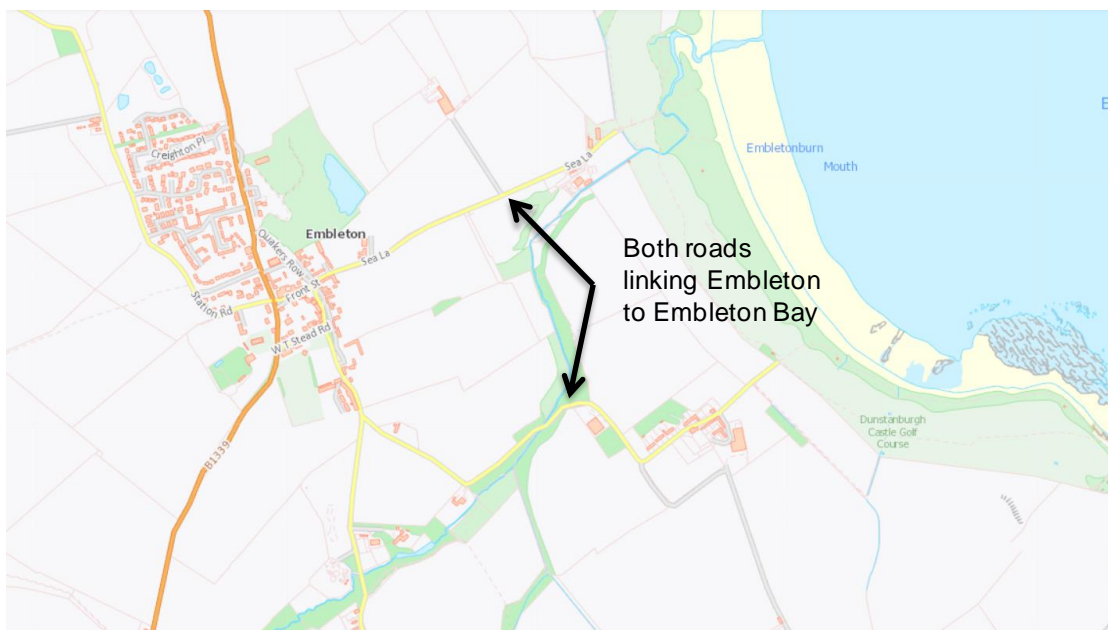 Creighton Pl
Quakers Row
Embleton
Sea La
Sea La
Front St
Station Rd
W T Stead Rd
B1339
Embletonburn
Mouth
E
Both roads
linking Embleton
to Embleton Bay
Dunstanburgh
Castle Golf
Course